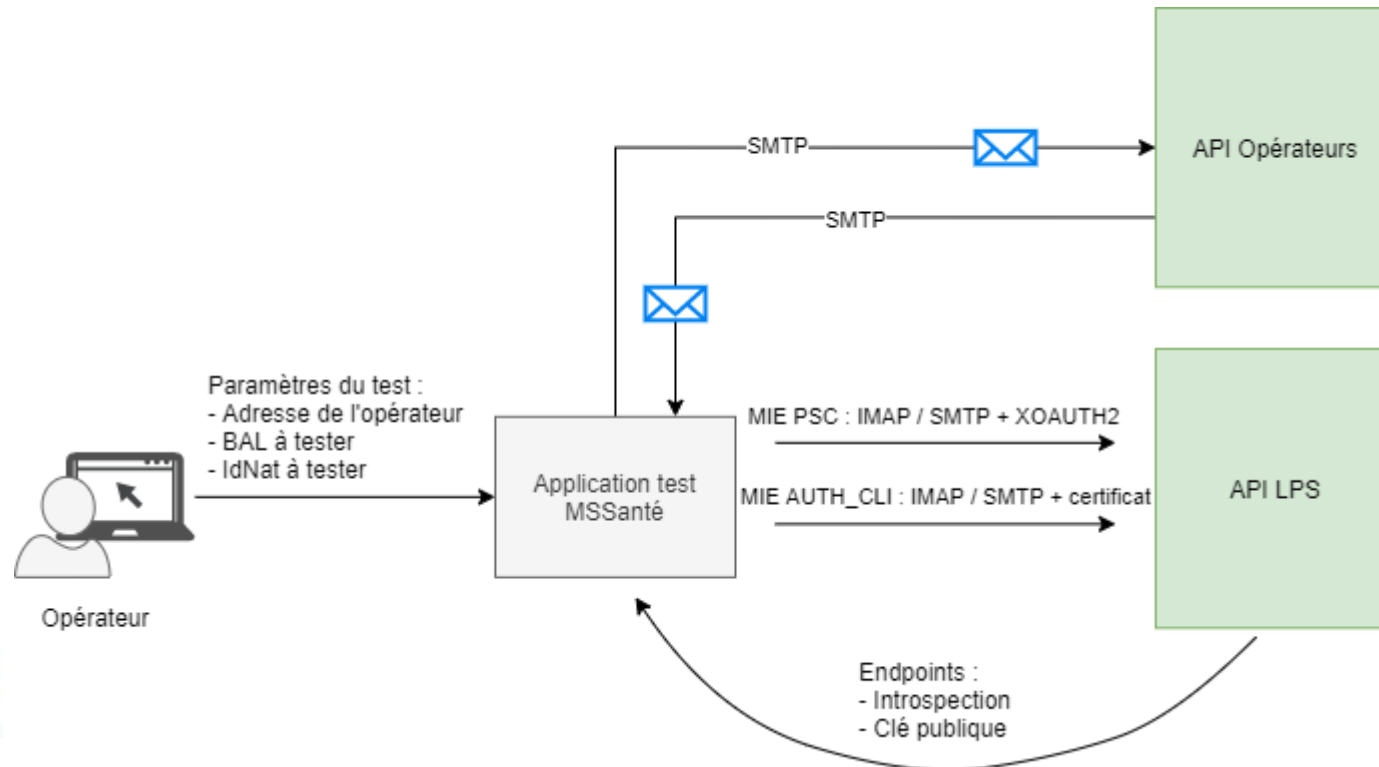 SMTP
API Opérateurs
SMTP
Paramètres du test :
- Adresse de l'opérateur
- BAL à tester
- IdNat à tester
Opérateur
Application test
MSSanté
MIE PSC : IMAP / SMTP + XOAUTH2
MIE AUTH_CLI : IMAP / SMTP + certificat
API LPS
Endpoints :
- Introspection
- Clé publique